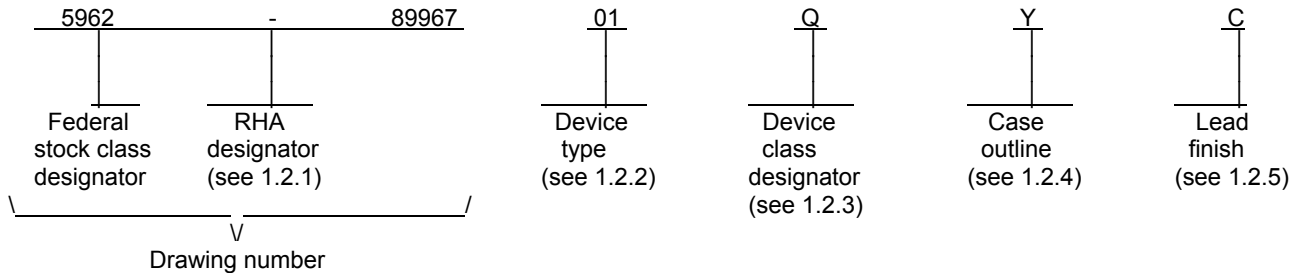 5962 - 89967 01 Q Y C
Federal stock class designator
RHA designator (see 1.2.1)
Device type (see 1.2.2)
Device class designator (see 1.2.3)
Case outline (see 1.2.4)
Lead finish (see 1.2.5)
\ /
\/
Drawing number